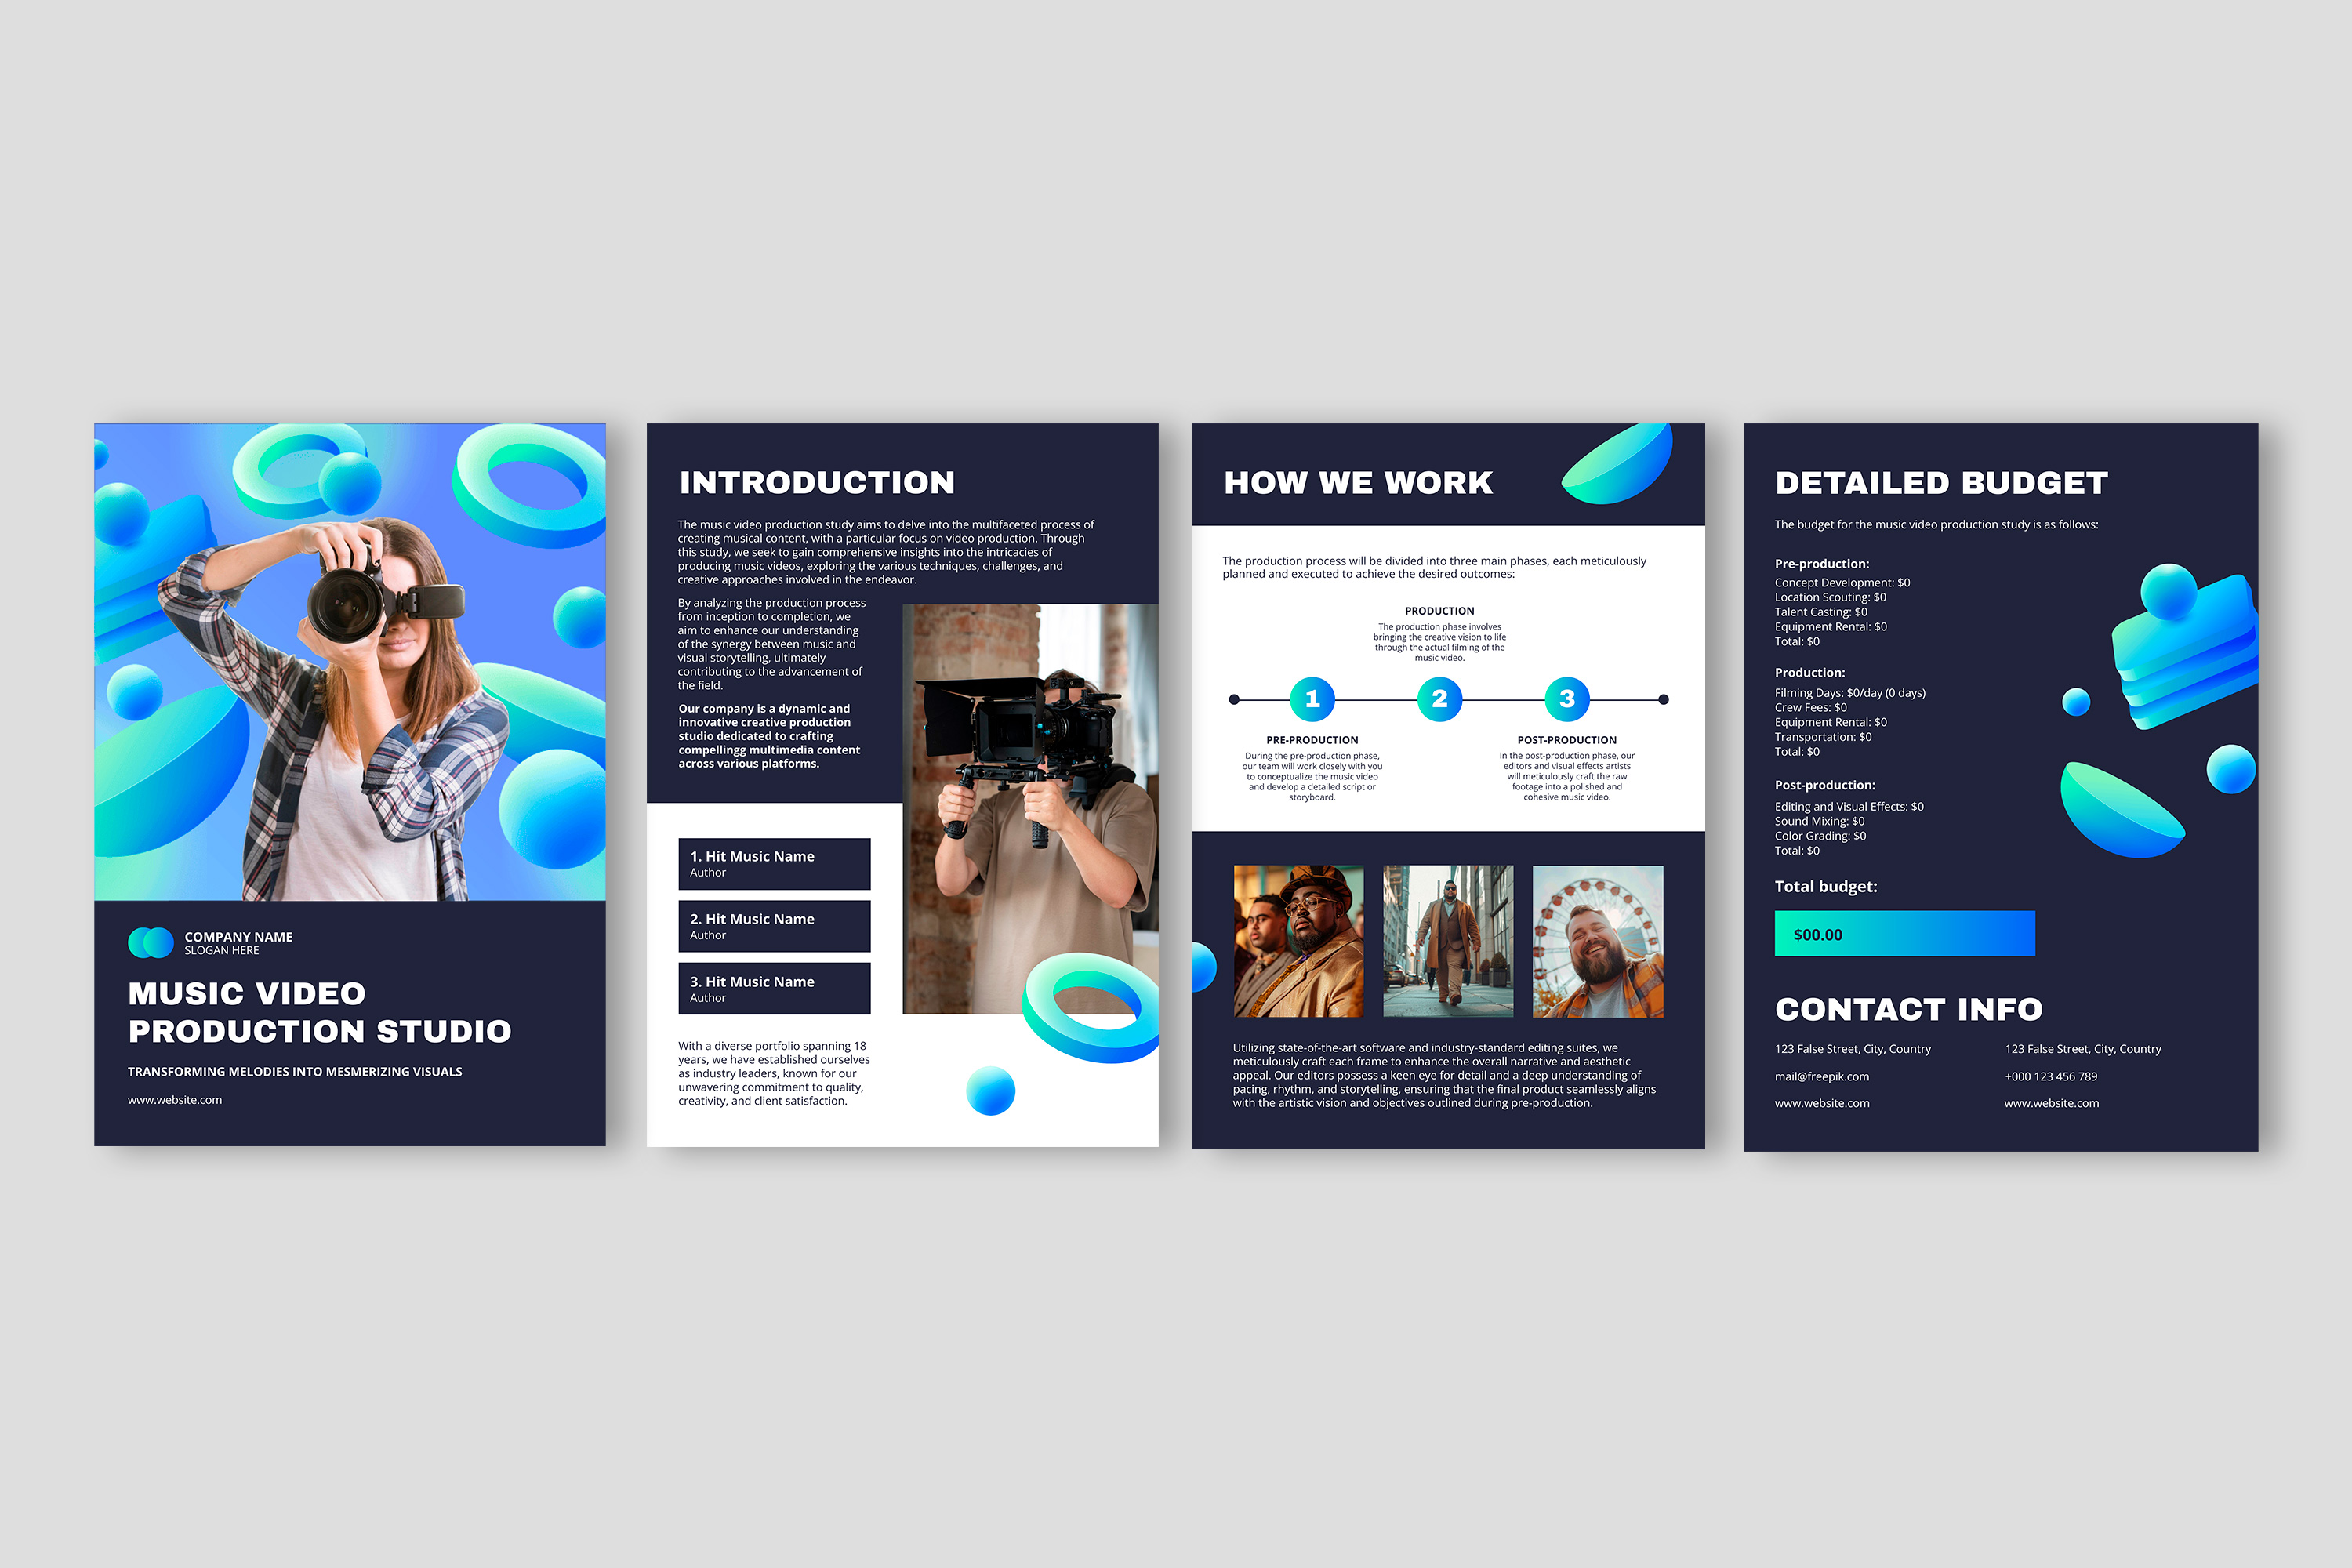 COMPANY NAME
SLOGAN HERE
MUSIC VIDEO
PRODUCTION STUDIO
TRANSFORMING MELODIES INTO MESMERIZING VISUALS
www.website.com
INTRODUCTION
The music video production study aims to delve into the multifaceted process of
creating musical content, with a particular focus on video production. Through
this study, we seek to gain comprehensive insights into the intricacies of
producing music videos, exploring the various techniques, challenges, and
creative approaches involved in the endeavor.
By analyzing the production process
from inception to completion, we
aim to enhance our understanding
of the synergy between music and
visual storytelling, ultimately
contributing to the advancement of
the field.
Our company is a dynamic and
innovative creative production
studio dedicated to crafting
compellingg multimedia content
across various platforms.
1. Hit Music Name
Author
2. Hit Music Name
Author
3. Hit Music Name
Author
With a diverse portfolio spanning 18
years, we have established ourselves
as industry leaders, known for our
unwavering commitment to quality,
creativity, and client satisfaction.
HOW WE WORK
The production process will be divided into three main phases, each meticulously
planned and executed to achieve the desired outcomes:
PRODUCTION
The production phase involves
bringing the creative vision to life
through the actual filming of the
music video.
1
2
3
PRE-PRODUCTION
During the pre-production phase,
our team will work closely with you
to conceptualize the music video
and develop a detailed script or
storyboard.
POST-PRODUCTION
In the post-production phase, our
editors and visual effects artists
will meticulously craft the raw
footage into a polished and
cohesive music video.
Utilizing state-of-the-art software and industry-standard editing suites, we
meticulously craft each frame to enhance the overall narrative and aesthetic
appeal. Our editors possess a keen eye for detail and a deep understanding of
pacing, rhythm, and storytelling, ensuring that the final product seamlessly aligns
with the artistic vision and objectives outlined during pre-production.
DETAILED BUDGET
The budget for the music video production study is as follows:
Pre-production:
Concept Development: $0
Location Scouting: $0
Talent Casting: $0
Equipment Rental: $0
Total: $0
Production:
Filming Days: $0/day (0 days)
Crew Fees: $0
Equipment Rental: $0
Transportation: $0
Total: $0
Post-production:
Editing and Visual Effects: $0
Sound Mixing: $0
Color Grading: $0
Total: $0
Total budget:
$00.00
CONTACT INFO
123 False Street, City, Country
mail@freepik.com
www.website.com
123 False Street, City, Country
+000 123 456 789
www.website.com